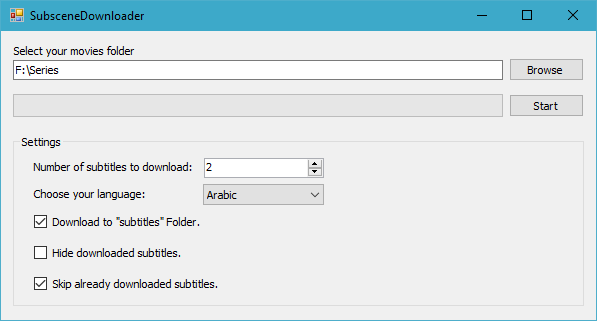 SubsceneDownloader
Select your movies folder
F:\Series
Browse
Start
Settings
Number of subtitles to download: 2
Choose your language: Arabic
Download to "subtitles" Folder.
Hide downloaded subtitles.
Skip already downloaded subtitles.